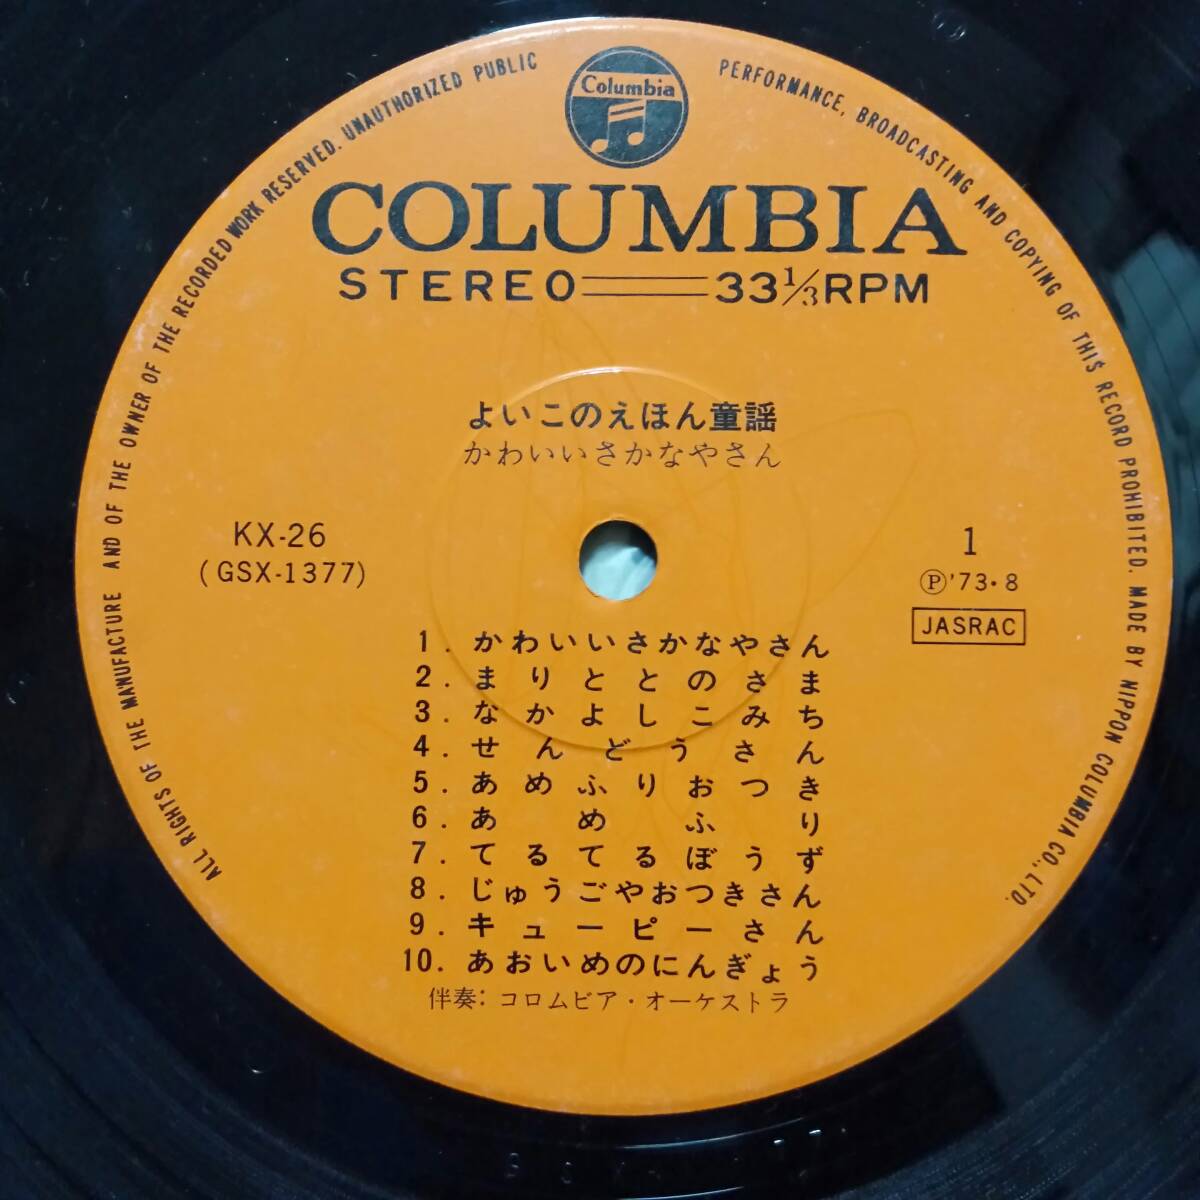 ALL RIGHTS OF THE MANUFACTURE AND OF THE OWNER OF THE RECORDED WORK RESERVED. UNAUTHORIZED PUBLIC PERFORMANCE, BROADCASTING AND COPYING OF THIS RECORD PROHIBITED. MADE BY NIPPON COLUMBIA CO., LTD.
Columbia
COLUMBIA
STEREO 33 1/3 RPM
よいこのえほん童謡
かわいいさかなやさん
KX-26
(GSX-1377)
1
Ⓟ'73・8
JASRAC
1. かわいいさかなやさん
2. まりととのさま
3. なかよしこみち
4. せんどうさん
5. あめふりおつき
6. あめふり
7. てるてるぼうず
8. じゅうごやおつきさん
9. キューピーさん
10. あおいめのにんぎょう
伴奏: コロムビア・オーケストラ